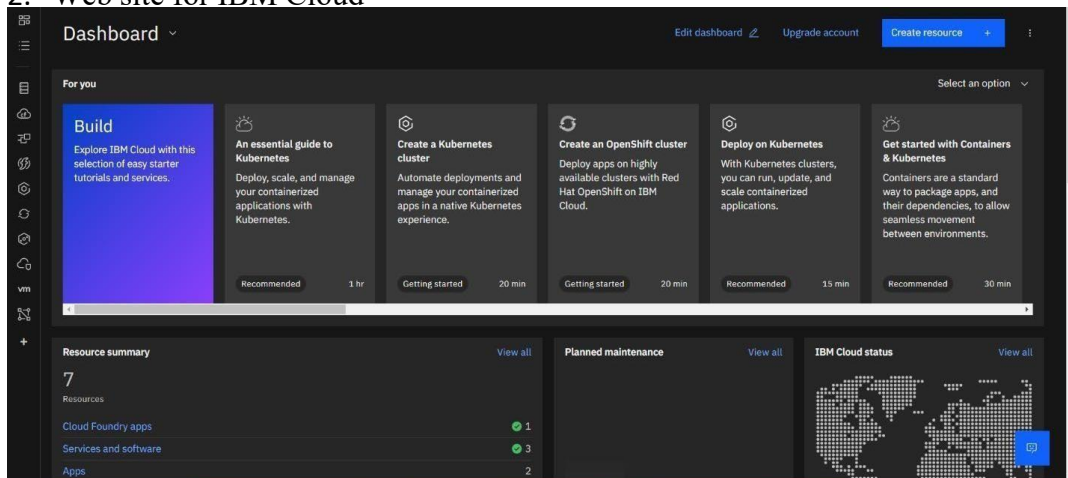 2. Web site for IBM Cloud
Dashboard
Edit dashboard
Upgrade account
Create resource +
For you
Select an option
Build
Explore IBM Cloud with this
selection of easy starter
tutorials and services.
An essential guide to
Kubernetes
Deploy, scale, and manage
your containerized
applications with
Kubernetes.
Recommended 1 hr
Create a Kubernetes
cluster
Automate deployments and
manage your containerized
apps in a native Kubernetes
experience.
Getting started 20 min
Create an OpenShift cluster
Deploy apps on highly
available clusters with Red
Hat OpenShift on IBM
Cloud.
Getting started 20 min
Deploy on Kubernetes
With Kubernetes clusters,
you can run, update, and
scale containerized
applications.
Recommended 15 min
Get started with Containers
& Kubernetes
Containers are a standard
way to package apps, and
their dependencies, to allow
seamless movement
between environments.
Recommended 30 min
vm
+
Resource summary View all
7
Resources
Cloud Foundry apps 1
Services and software 3
Apps 2
Planned maintenance View all
IBM Cloud status View all